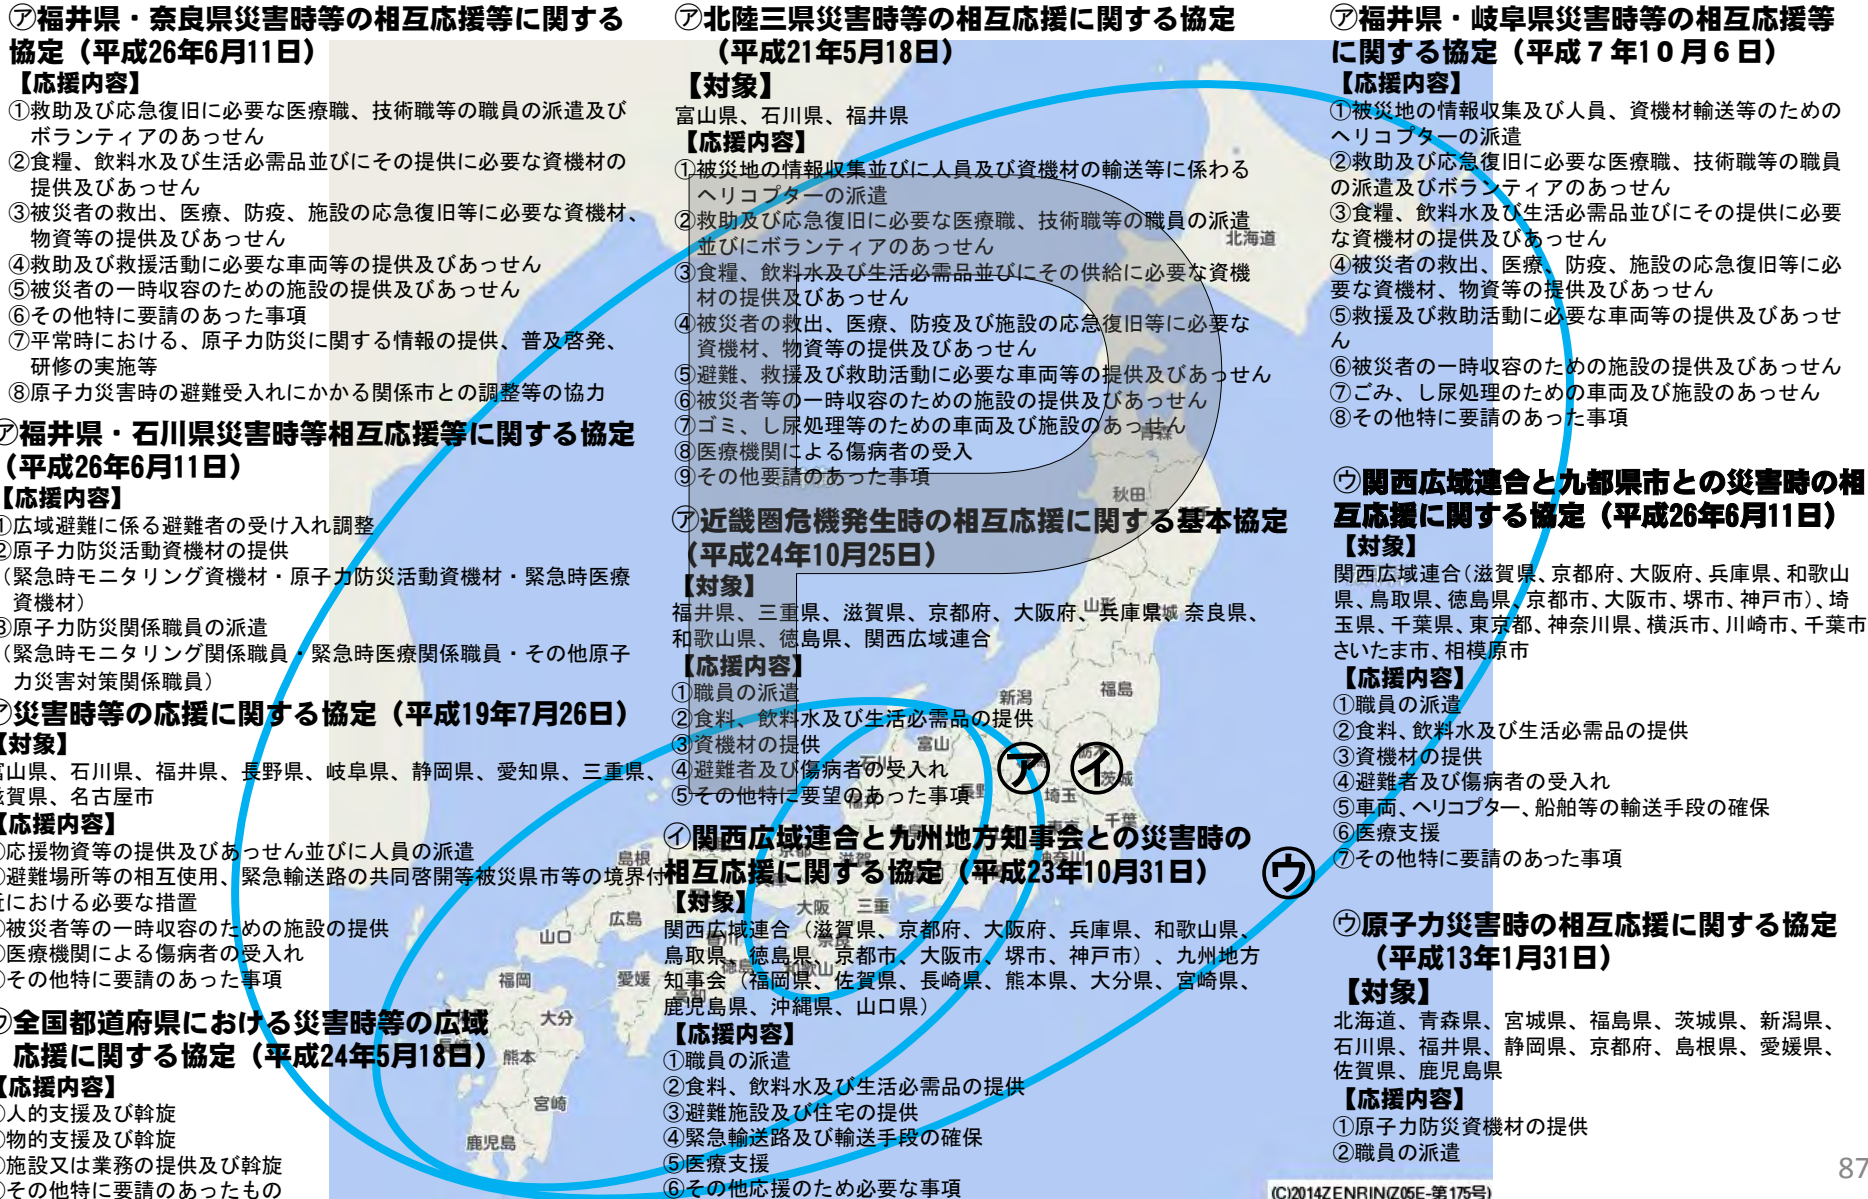 ㋐福井県・奈良県災害時等の相互応援等に関する
協定（平成26年6月11日）
【応援内容】
①救助及び応急復旧に必要な医療職、技術職等の職員の派遣及び
ボランティアのあっせん
②食糧、飲料水及び生活必需品並びにその提供に必要な資機材の
提供及びあっせん
③被災者の救出、医療、防疫、施設の応急復旧等に必要な資機材、
物資等の提供及びあっせん
④救助及び救援活動に必要な車両等の提供及びあっせん
⑤被災者の一時収容のための施設の提供及びあっせん
⑥その他特に要請のあった事項
⑦平常時における、原子力防災に関する情報の提供、普及啓発、
研修の実施等
⑧原子力災害時の避難受入れにかかる関係市との調整等の協力
㋐福井県・石川県災害時等相互応援等に関する協定
（平成26年6月11日）
【応援内容】
①広域避難に係る避難者の受け入れ調整
②原子力防災活動資機材の提供
（緊急時モニタリング資機材・原子力防災活動資機材・緊急時医療
資機材）
③原子力防災関係職員の派遣
（緊急時モニタリング関係職員・緊急時医療関係職員・その他原子
力災害対策関係職員）
㋐災害時等の応援に関する協定（平成19年7月26日）
【対象】
富山県、石川県、福井県、長野県、岐阜県、静岡県、愛知県、三重県、
滋賀県、名古屋市
【応援内容】
応援物資等の提供及びあっせん並びに人員の派遣
避難場所等の相互使用、緊急輸送路の共同啓開等被災県市等の境界付
近における必要な措置
被災者等の一時収容のための施設の提供
医療機関による傷病者の受入れ
その他特に要請のあった事項
㋒全国都道府県における災害時等の広域
応援に関する協定（平成24年5月18日）
【応援内容】
人的支援及び斡旋
物的支援及び斡旋
施設又は業務の提供及び斡旋
その他特に要請のあったもの
㋐北陸三県災害時等の相互応援に関する協定
（平成21年5月18日）
【対象】
富山県、石川県、福井県
【応援内容】
①被災地の情報収集並びに人員及び資機材の輸送等に係わる
ヘリコプターの派遣
②救助及び応急復旧に必要な医療職、技術職等の職員の派遣
並びにボランティアのあっせん
③食糧、飲料水及び生活必需品並びにその供給に必要な資機
材の提供及びあっせん
④被災者の救出、医療、防疫及び施設の応急復旧等に必要な
資機材、物資等の提供及びあっせん
⑤避難、救援及び救助活動に必要な車両等の提供及びあっせん
⑥被災者等の一時収容のための施設の提供及びあっせん
⑦ゴミ、し尿処理等のための車両及び施設のあっせん
⑧医療機関による傷病者の受入
⑨その他要請のあった事項
㋐近畿圏危機発生時の相互応援に関する基本協定
（平成24年10月25日）
【対象】
福井県、三重県、滋賀県、京都府、大阪府、兵庫県、奈良県、
和歌山県、徳島県、関西広域連合
【応援内容】
①職員の派遣
②食料、飲料水及び生活必需品の提供
③資機材の提供
④避難者及び傷病者の受入れ
⑤その他特に要望のあった事項
㋑関西広域連合と九州地方知事会との災害時の
相互応援に関する協定（平成23年10月31日）
【対象】
関西広域連合（滋賀県、京都府、大阪府、兵庫県、和歌山県、
鳥取県、徳島県、京都市、大阪市、堺市、神戸市）、九州地方
知事会（福岡県、佐賀県、長崎県、熊本県、大分県、宮崎県、
鹿児島県、沖縄県、山口県）
【応援内容】
①職員の派遣
②食料、飲料水及び生活必需品の提供
③避難施設及び住宅の提供
④緊急輸送路及び輸送手段の確保
⑤医療支援
⑥その他応援のため必要な事項
㋐福井県・岐阜県災害時等の相互応援等
に関する協定（平成７年10月６日）
【応援内容】
①被災地の情報収集及び人員、資機材輸送等のための
ヘリコプターの派遣
②救助及び応急復旧に必要な医療職、技術職等の職員
の派遣及びボランティアのあっせん
③食糧、飲料水及び生活必需品並びにその提供に必要
な資機材の提供及びあっせん
④被災者の救出、医療、防疫、施設の応急復旧等に必
要な資機材、物資等の提供及びあっせん
⑤救援及び救助活動に必要な車両等の提供及びあっせ
ん
⑥被災者の一時収容のための施設の提供及びあっせん
⑦ごみ、し尿処理のための車両及び施設のあっせん
⑧その他特に要請のあった事項
㋒関西広域連合と九都県市との災害時の相
互応援に関する協定（平成26年6月11日）
【対象】
関西広域連合（滋賀県、京都府、大阪府、兵庫県、和歌山
県、鳥取県、徳島県、京都市、大阪市、堺市、神戸市）、埼
玉県、千葉県、東京都、神奈川県、横浜市、川崎市、千葉市
さいたま市、相模原市
【応援内容】
①職員の派遣
②食料、飲料水及び生活必需品の提供
③資機材の提供
④避難者及び傷病者の受入れ
⑤車両、ヘリコプター、船舶等の輸送手段の確保
⑥医療支援
⑦その他特に要請のあった事項
㋒原子力災害時の相互応援に関する協定
（平成13年1月31日）
【対象】
北海道、青森県、宮城県、福島県、茨城県、新潟県、
石川県、福井県、静岡県、京都府、島根県、愛媛県、
佐賀県、鹿児島県
【応援内容】
①原子力防災資機材の提供
②職員の派遣
北海道
青森
秋田
山形
福島
新潟
富山
石川
福井
栃木
茨城
埼玉
千葉
長野
㋐
㋑
㋒
島根
広島
山口
大阪
三重
奈良
和歌山
徳島
愛媛
福岡
大分
熊本
宮崎
鹿児島
(C)2014ZENRIN(Z05E-第175号)
87